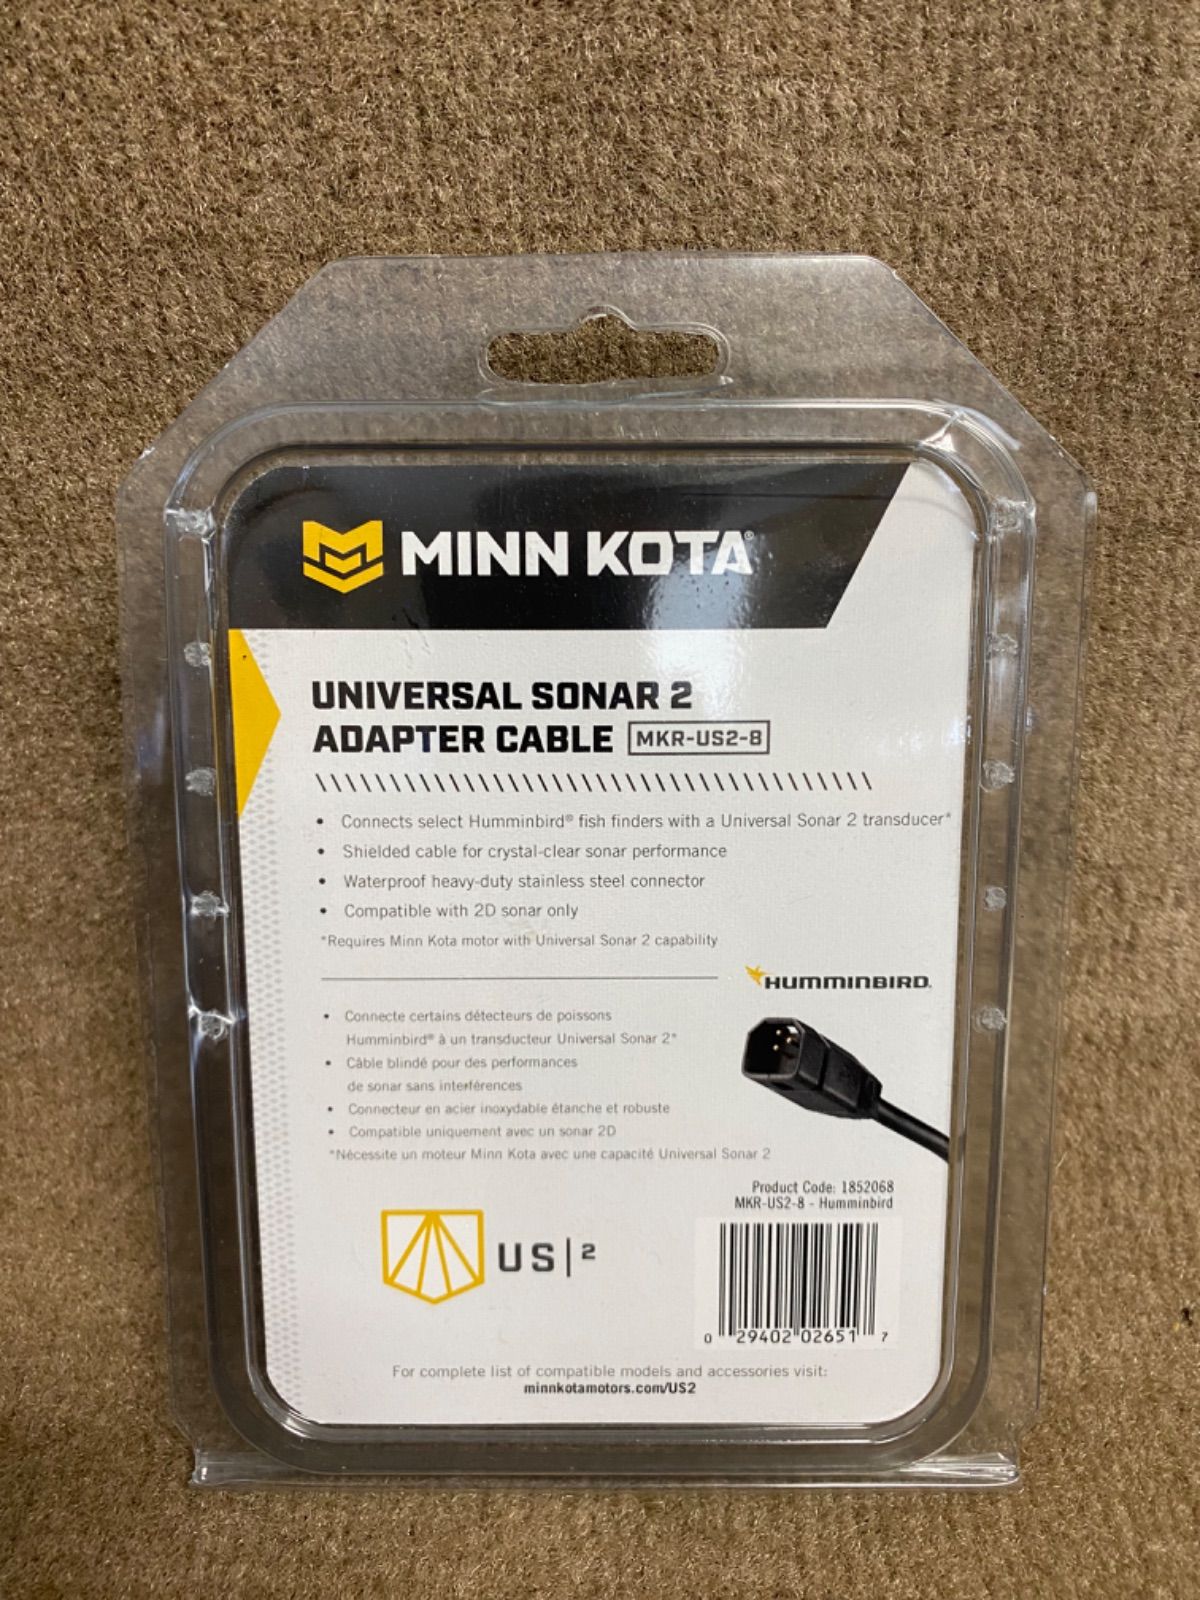 MINN KOTA®
UNIVERSAL SONAR 2
ADAPTER CABLE MKR-US2-8
• Connects select Humminbird® fish finders with a Universal Sonar 2 transducer*
• Shielded cable for crystal-clear sonar performance
• Waterproof heavy-duty stainless steel connector
• Compatible with 2D sonar only
*Requires Minn Kota motor with Universal Sonar 2 capability
HUMMINBIRD
• Connecte certains détecteurs de poissons
Humminbird® à un transducteur Universal Sonar 2*
• Câble blindé pour des performances
de sonar sans interférences
• Connecteur en acier inoxydable étanche et robuste
• Compatible uniquement avec un sonar 2D
*Nécessite un moteur Minn Kota avec une capacité Universal Sonar 2
Product Code: 1852068
MKR-US2-8 - Humminbird
US|2
0 29402 02651 7
For complete list of compatible models and accessories visit:
minnkotamotors.com/US2